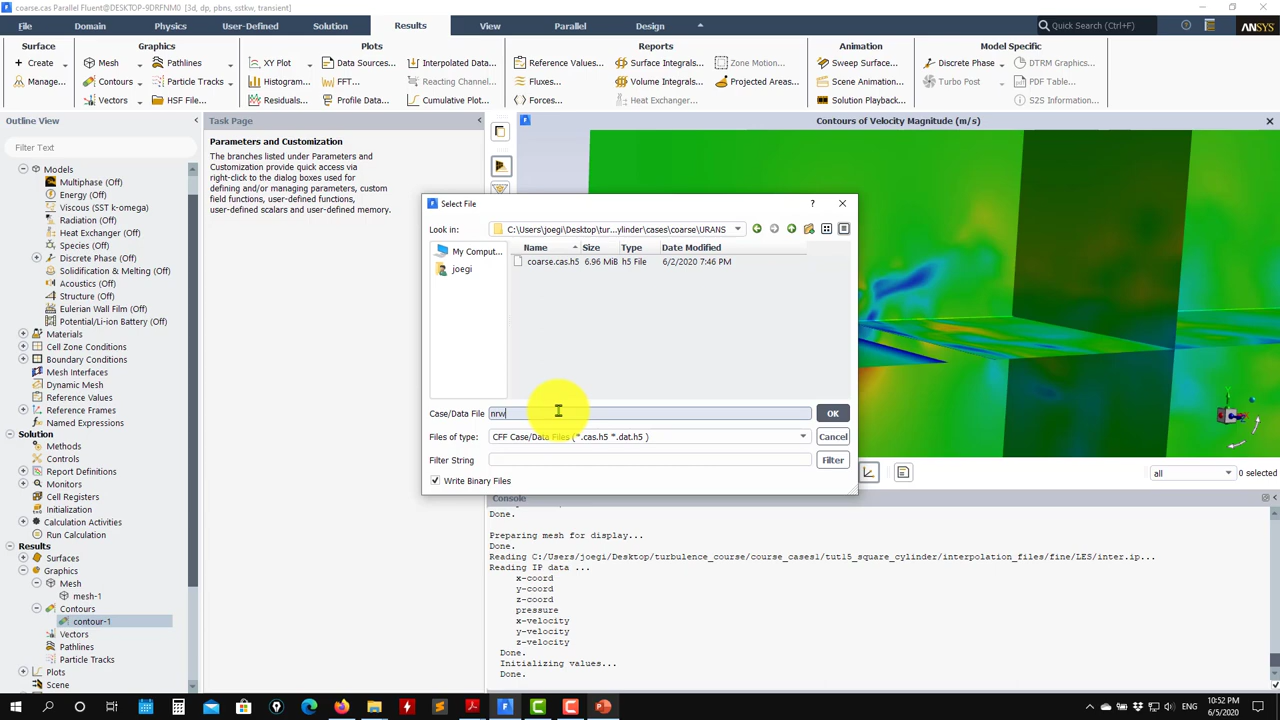 coarse.cas Parallel Fluent@DESKTOP-9DRFNM0 [3d, dp, pbns, sstkw, transient]
File Domain Physics User-Defined Solution Results View Parallel Design Quick Search (Ctrl+F) ANSYS
Surface Graphics Plots Reports Animation Model Specific
Create Mesh Pathlines XY Plot Data Sources... Interpolated Data... Reference Values... Surface Integrals... Zone Motion... Sweep Surface... Discrete Phase DTRM Graphics...
Manage... Contours Particle Tracks Histogram... FFT... Reacting Channel... Fluxes... Volume Integrals... Projected Areas... Scene Animation... Turbo Post PDF Table...
Vectors HSF File... Residuals... Profile Data... Cumulative Plot... Forces... Heat Exchanger... Solution Playback... S2S Information...
Outline View
Filter Text
Models
Multiphase (Off)
Energy (Off)
Viscous (SST k-omega)
Radiation (Off)
Heat Exchanger (Off)
Species (Off)
Discrete Phase (Off)
Solidification & Melting (Off)
Acoustics (Off)
Structure (Off)
Eulerian Wall Film (Off)
Potential/Li-ion Battery (Off)
Materials
Cell Zone Conditions
Boundary Conditions
Mesh Interfaces
Dynamic Mesh
Reference Values
Reference Frames
Named Expressions
Solution
Methods
Controls
Report Definitions
Monitors
Cell Registers
Initialization
Calculation Activities
Run Calculation
Results
Surfaces
Graphics
Mesh
mesh-1
Contours
contour-1
Vectors
Pathlines
Particle Tracks
Plots
Scene
Task Page
Parameters and Customization
The branches listed under Parameters and
Customization provide quick access via
right-click to the dialog boxes used for
defining and/or managing parameters, custom
field functions, user-defined functions,
user-defined scalars and user-defined memory.
Contours of Velocity Magnitude (m/s)
Select File
Look in: C:\Users\joegi\Desktop\tur...ylinder\cases\coarse\URANS
My Comput...
joegi
Name Size Type Date Modified
coarse.cas.h5 6.96 MiB h5 File 6/2/2020 7:46 PM
Case/Data File nrw OK
Files of type: CFF Case/Data Files (*.cas.h5 *.dat.h5 ) Cancel
Filter String Filter
Write Binary Files
all 0 selected
Console
Done.
Preparing mesh for display...
Done.
Reading C:/Users/joegi/Desktop/turbulence_course/course_cases1/tut15_square_cylinder/interpolation_files/fine/LES/inter.ip...
Reading IP data ...
x-coord
y-coord
z-coord
pressure
x-velocity
y-velocity
z-velocity
Done.
Initializing values...
Done.
ENG
10:52 PM
6/5/2020